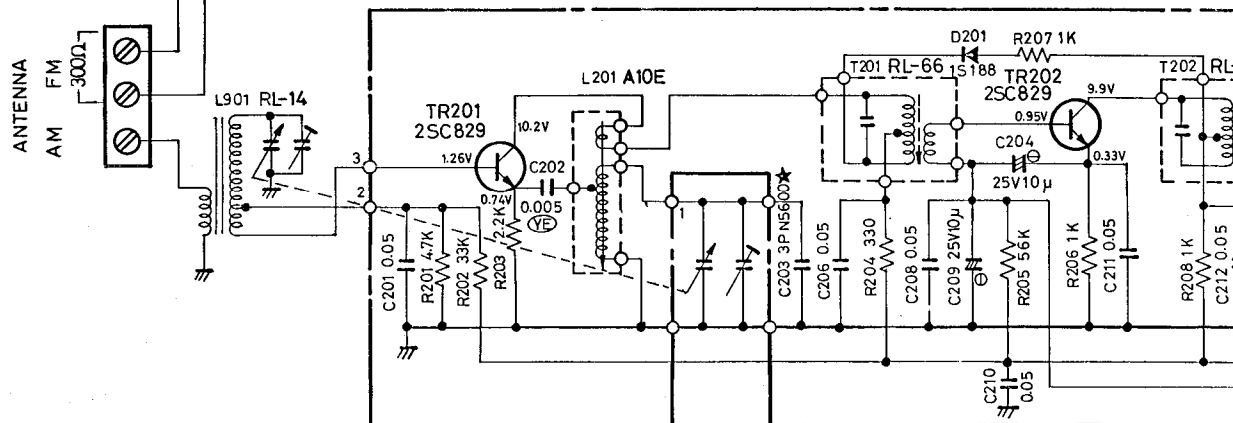 ANTENNA
FM
AM
300Ω
L901 RL-14
3
2
TR201
2SC829
10.2V
1.26V
0.74V
C202
0.005
YE
L201 A10E
C201 0.05
R201 4.7K
R202 33K
R203 2.2K
1
C203 3PN5600★
C206 0.05
R204 330
C208 0.05
C209 25V10μ
R205 56K
R206 1K
C211 0.05
R208 1K
C212 0.05
D201
1S188
R207 1K
T201 RL-66
TR202
2SC829
0.95V
9.9V
0.33V
C204
25V10μ
T202 RL-
C210
0.05